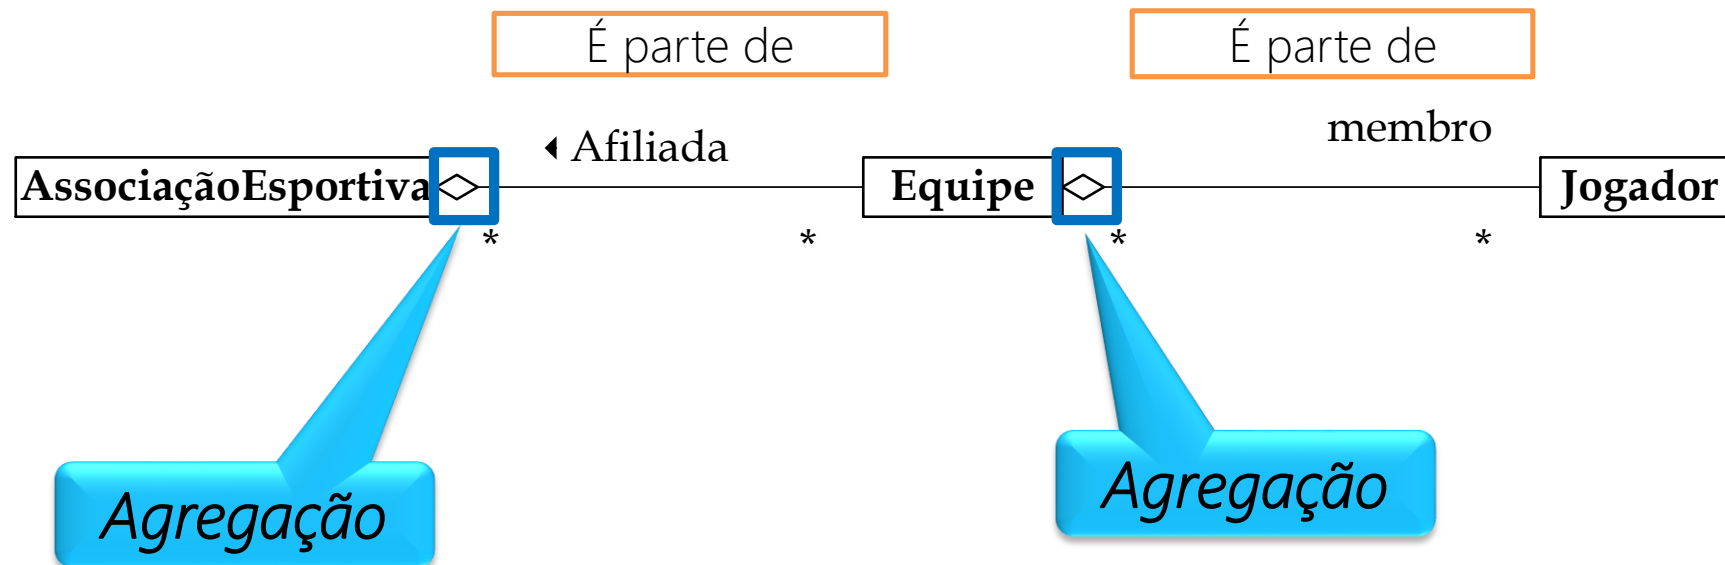 É parte de
É parte de
◀ Afiliada
membro
AssociaçãoEsportiva
Equipe
Jogador
*
*
*
*
Agregação
Agregação